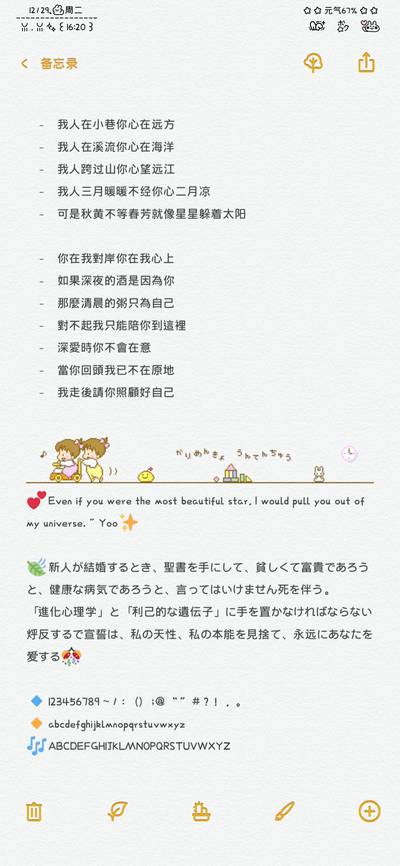 12/29 周二
元气67%
16:20
备忘录
- 我人在小巷你心在远方
- 我人在溪流你心在海洋
- 我人跨过山你心望远江
- 我人三月暖暖不经你心二月凉
- 可是秋黄不等春芳就像星星躲着太阳
- 你在我對岸你在我心上
- 如果深夜的酒是因為你
- 那麼清晨的粥只為自己
- 對不起我只能陪你到這裡
- 深愛時你不會在意
- 當你回頭我已不在原地
- 我走後請你照顧好自己
かりめんきょ うんてんちゅう
Even if you were the most beautiful star, I would pull you out of
my universe. ” Yoo
新人が結婚するとき、聖書を手にして、貧しくて富貴であろう
と、健康な病気であろうと、言ってはいけません死を伴う。
「進化心理学」と「利己的な遺伝子」に手を置かなければならない
烀反するで宣誓は、私の天性、私の本能を見捨て、永远にあなたを
爱する
123456789~/：（）;@“”#？！，。
abcdefghijklmnopqrstuvwxyz
ABCDEFGHIJKLMNOPQRSTUVWXYZ